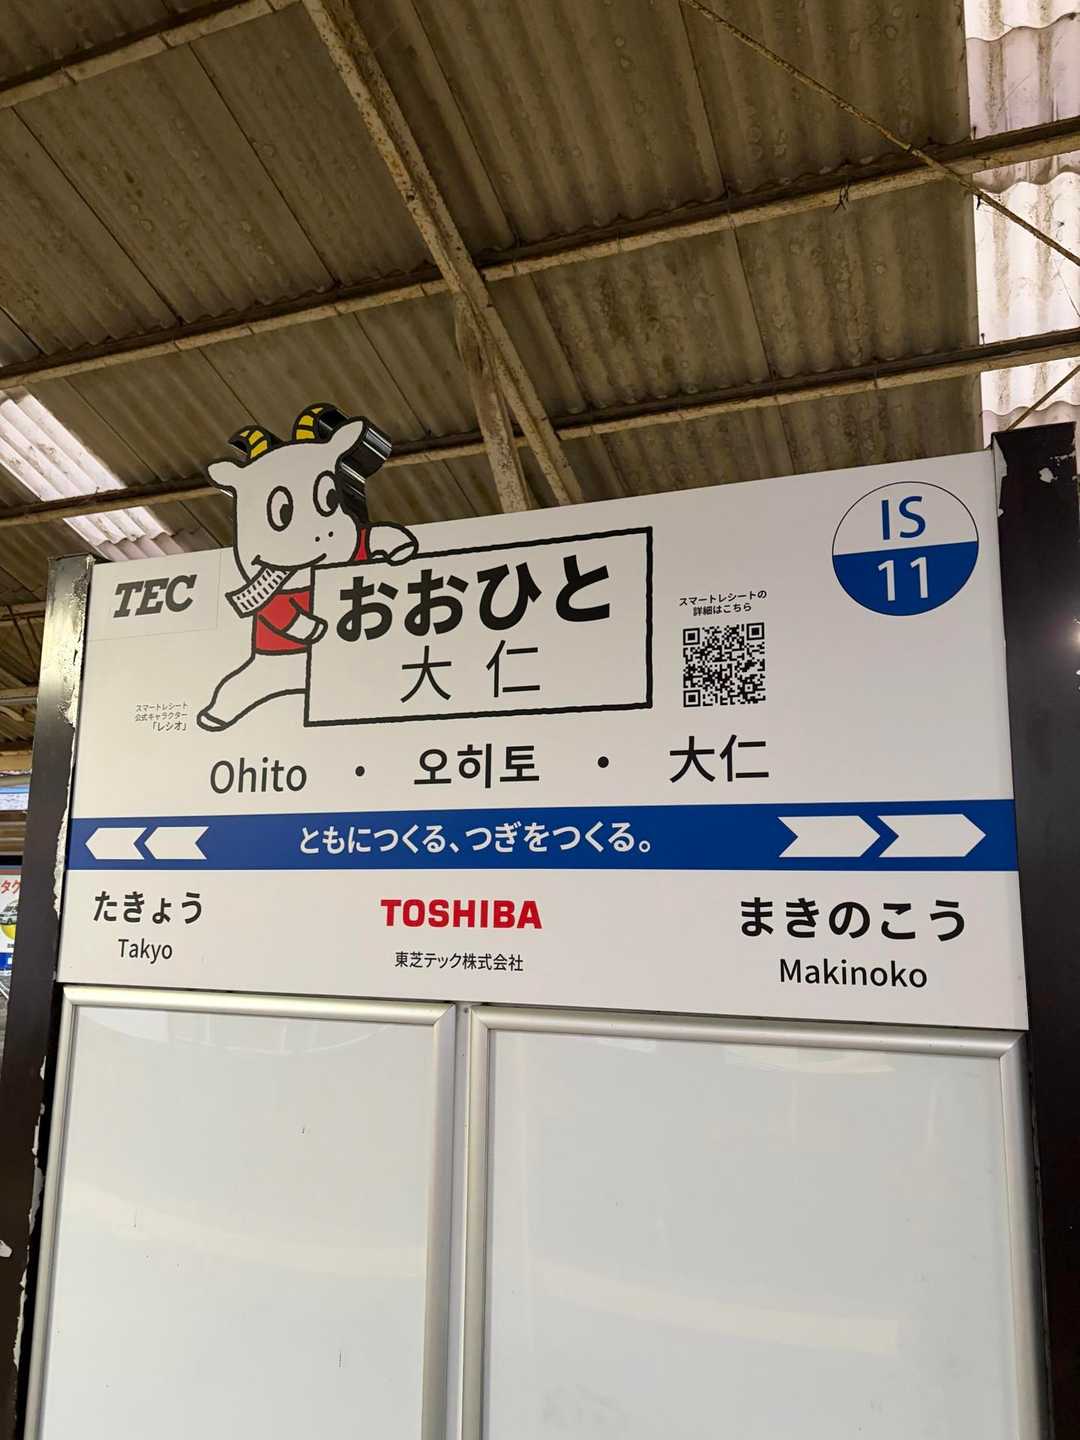 TEC
おおひと
大仁
スマートレシートの
詳細はこちら
IS
11
スマートレシート
公式キャラクター
「レシオ」
Ohito ・ 오히토 ・ 大仁
ともにつくる、つぎをつくる。
たきょう
Takyo
TOSHIBA
東芝テック株式会社
まきのこう
Makinoko
タク